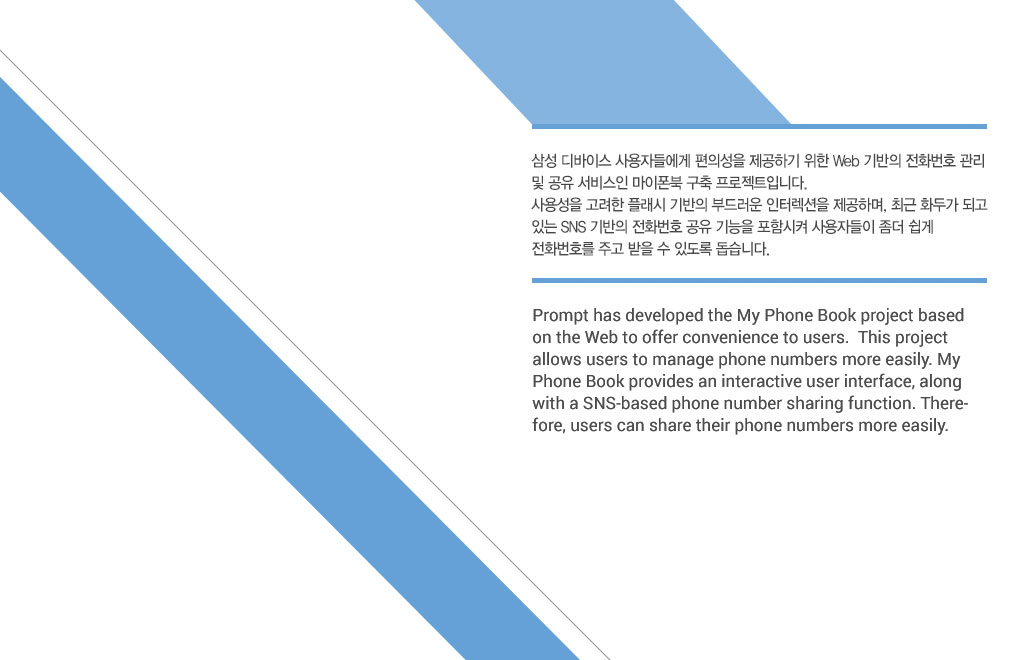 삼성 디바이스 사용자들에게 편의성을 제공하기 위한 Web 기반의 전화번호 관리
및 공유 서비스인 마이폰북 구축 프로젝트입니다.
사용성을 고려한 플래시 기반의 부드러운 인터렉션을 제공하며, 최근 화두가 되고
있는 SNS 기반의 전화번호 공유 기능을 포함시켜 사용자들이 좀더 쉽게
전화번호를 주고 받을 수 있도록 돕습니다.
Prompt has developed the My Phone Book project based
on the Web to offer convenience to users.  This project
allows users to manage phone numbers more easily. My
Phone Book provides an interactive user interface, along
with a SNS-based phone number sharing function. There-
fore, users can share their phone numbers more easily.